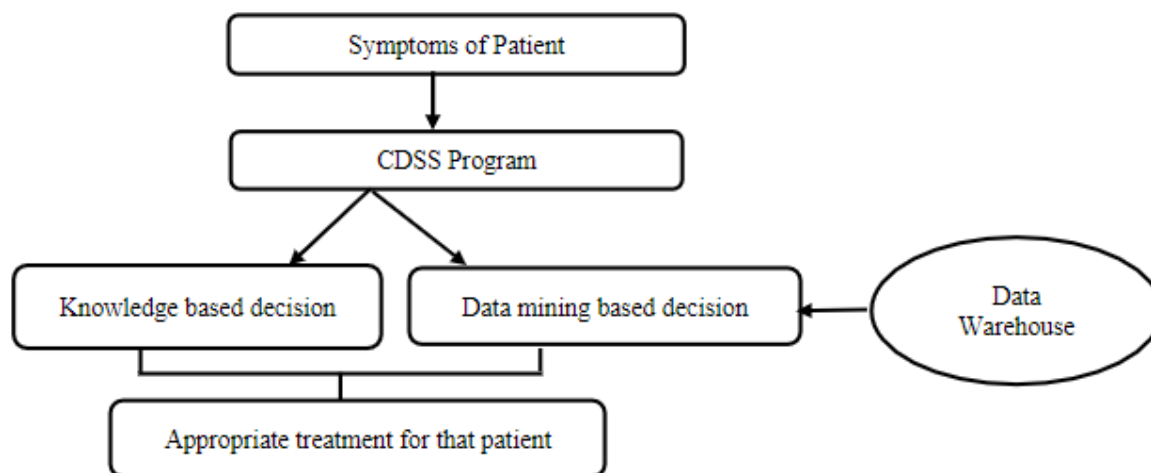 Symptoms of Patient
CDSS Program
Knowledge based decision
Data mining based decision
Data
Warehouse
Appropriate treatment for that patient